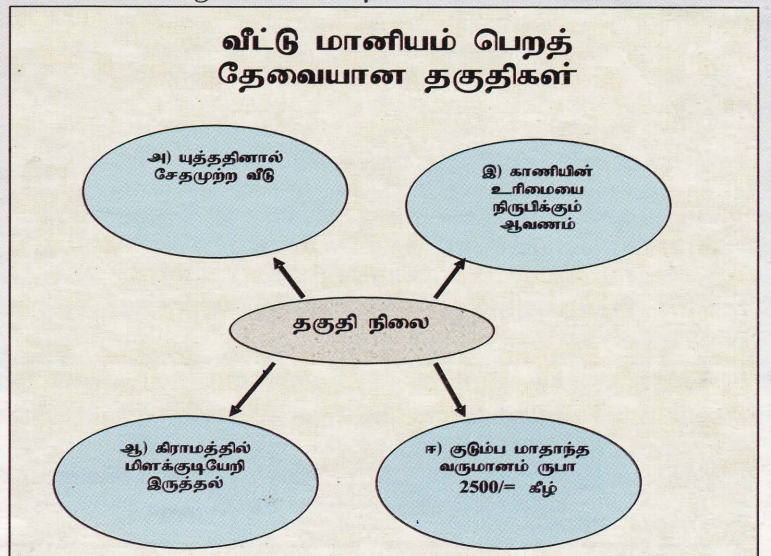 வீட்டு மானியம் பெறத்
தேவையான தகுதிகள்
அ) யுத்ததினால்
சேதமுற்ற வீடு
இ) காணியின்
உரிமையை
நிருபிக்கும்
ஆவணம்
தகுதி நிலை
ஆ) கிராமத்தில்
மிளக்குடியேறி
இருத்தல்
ஈ) குடும்ப மாதாந்த
வருமானம் ருபா
2500/= கீழ்